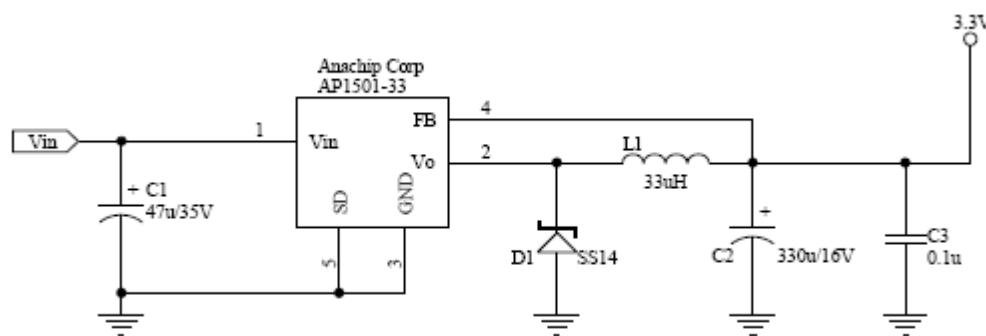 3.3V
Anachip Corp
AP1501-33
4
FB
1
Vin
Vin
2
Vo
L1
33uH
+
C1
47u/35V
SD
GND
5
3
D1
SS14
+
C2
330u/16V
C3
0.1u